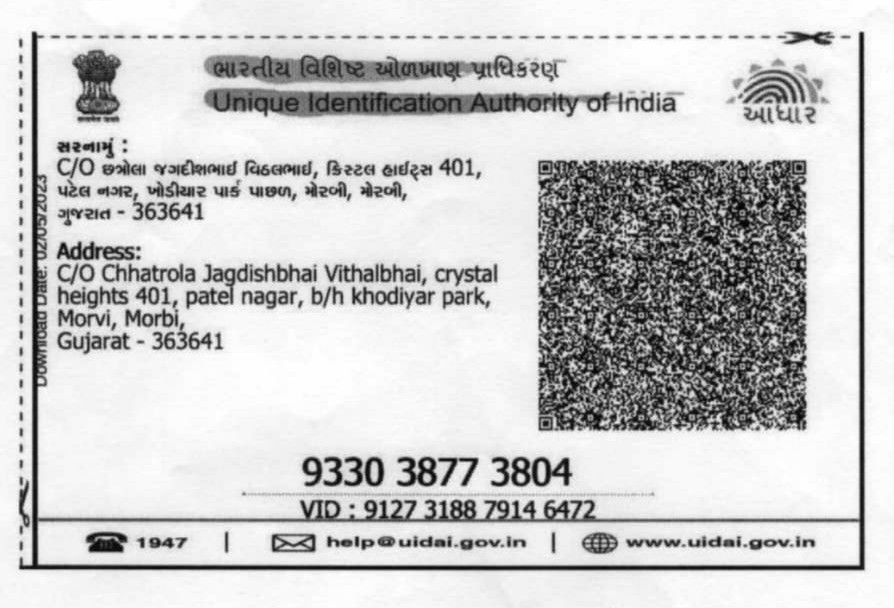 ભારતીય વિશિષ્ટ ઓળખાણ પ્રાધિકરણ
Unique Identification Authority of India
આધાર
સરનામું :
C/O છત્રોલા જગદીશભાઈ વિઠલભાઈ, ક્રિસ્ટલ હાઈટ્સ 401,
પટેલ નગર, ખોડીયાર પાર્ક પાછળ, મોરબી, મોરબી,
ગુજરાત - 363641
Address:
C/O Chhatrola Jagdishbhai Vithalbhai, crystal
heights 401, patel nagar, b/h khodiyar park,
Morvi, Morbi,
Gujarat - 363641
Download Date: 02/05/2023
9330 3877 3804
VID : 9127 3188 7914 6472
1947 | help@uidai.gov.in | www.uidai.gov.in